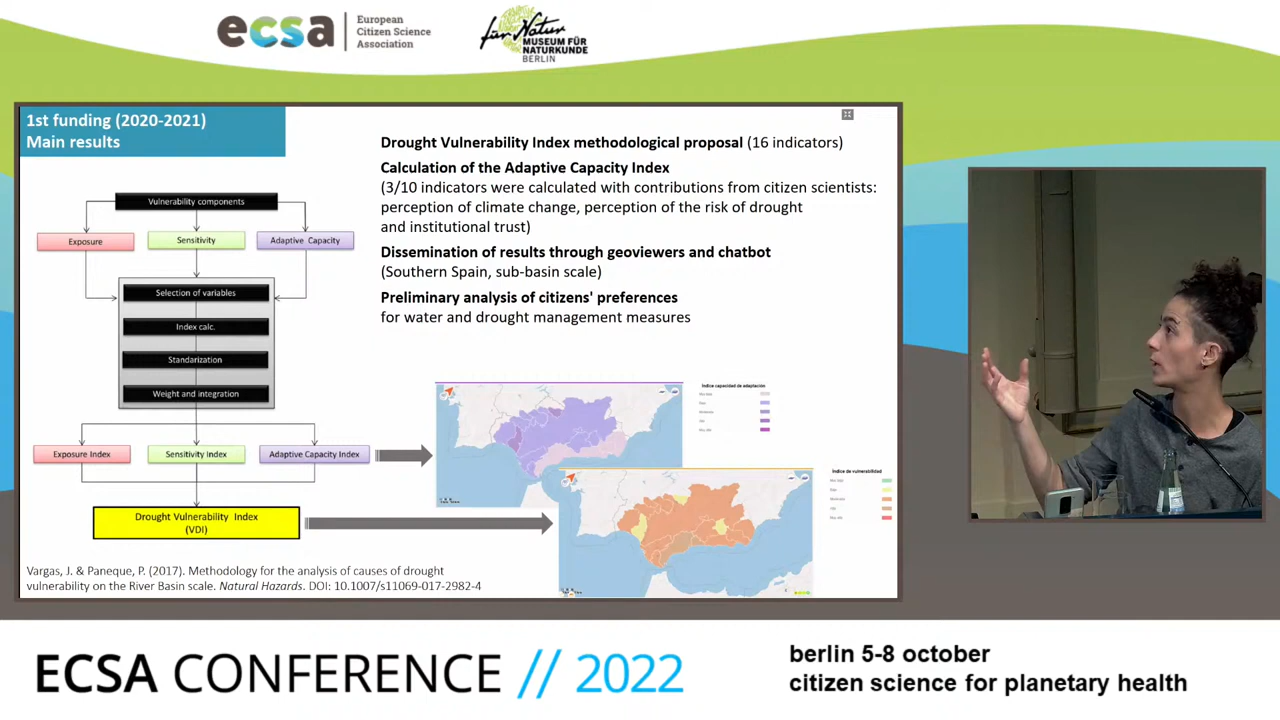 ecsa
European
Citizen Science
Association
für Natur
MUSEUM FÜR
NATURKUNDE
BERLIN
1st funding (2020-2021)
Main results
Vulnerability components
Exposure
Sensitivity
Adaptive Capacity
Selection of variables
Index calc.
Standarization
Weight and integration
Exposure Index
Sensitivity Index
Adaptive Capacity Index
Drought Vulnerability Index
(VDI)
Vargas, J. & Paneque, P. (2017). Methodology for the analysis of causes of drought
vulnerability on the River Basin scale. Natural Hazards. DOI: 10.1007/s11069-017-2982-4
Drought Vulnerability Index methodological proposal (16 indicators)
Calculation of the Adaptive Capacity Index
(3/10 indicators were calculated with contributions from citizen scientists:
perception of climate change, perception of the risk of drought
and institutional trust)
Dissemination of results through geoviewers and chatbot
(Southern Spain, sub-basin scale)
Preliminary analysis of citizens' preferences
for water and drought management measures
Índice capacidad de adaptación
Índice de vulnerabilidad
ECSA CONFERENCE // 2022
berlin 5-8 october
citizen science for planetary health